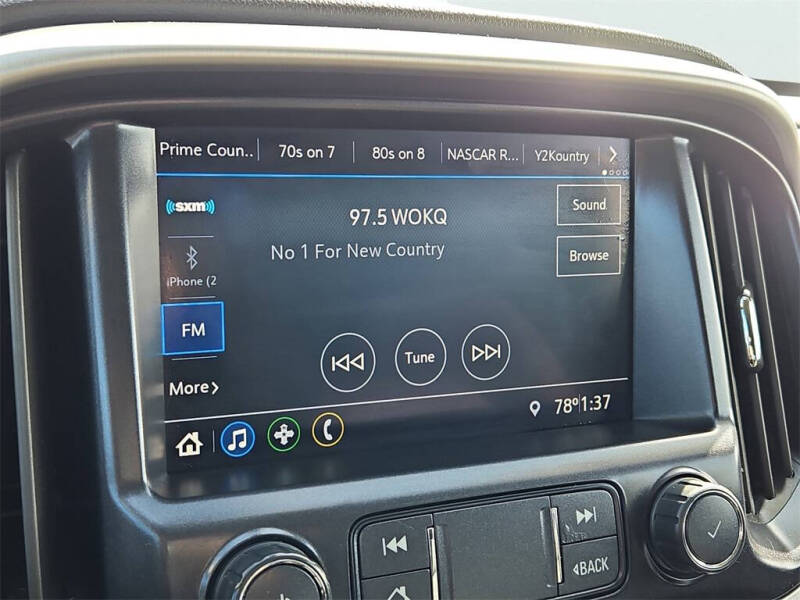 Prime Coun.. 70s on 7 80s on 8 NASCAR R... Y2Kountry
((sxm)) 97.5 WOKQ Sound
No 1 For New Country Browse
iPhone (2
FM
Tune
More
78° 1:37
BACK